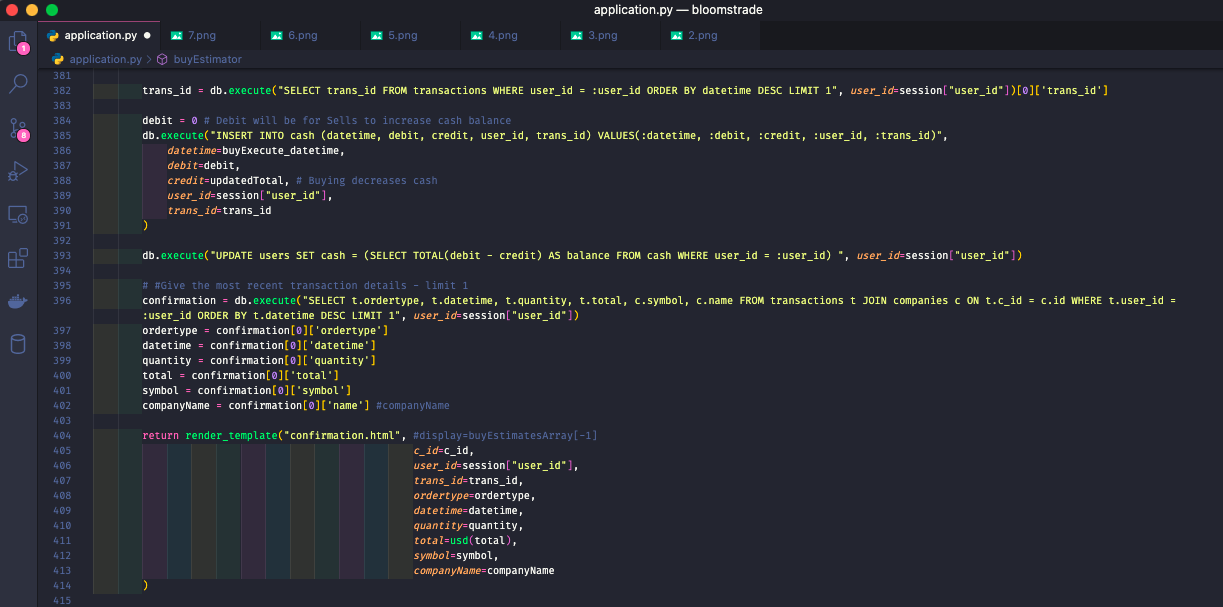 application.py — bloomstrade
application.py ● 7.png 6.png 5.png 4.png 3.png 2.png
application.py > buyEstimator
1
8
381
382 trans_id = db.execute("SELECT trans_id FROM transactions WHERE user_id = :user_id ORDER BY datetime DESC LIMIT 1", user_id=session["user_id"])[0]['trans_id']
383
384 debit = 0 # Debit will be for Sells to increase cash balance
385 db.execute("INSERT INTO cash (datetime, debit, credit, user_id, trans_id) VALUES(:datetime, :debit, :credit, :user_id, :trans_id)",
386 datetime=buyExecute_datetime,
387 debit=debit,
388 credit=updatedTotal, # Buying decreases cash
389 user_id=session["user_id"],
390 trans_id=trans_id
391 )
392
393 db.execute("UPDATE users SET cash = (SELECT TOTAL(debit - credit) AS balance FROM cash WHERE user_id = :user_id) ", user_id=session["user_id"])
394
395 # #Give the most recent transaction details - limit 1
396 confirmation = db.execute("SELECT t.ordertype, t.datetime, t.quantity, t.total, c.symbol, c.name FROM transactions t JOIN companies c ON t.c_id = c.id WHERE t.user_id =
:user_id ORDER BY t.datetime DESC LIMIT 1", user_id=session["user_id"])
397 ordertype = confirmation[0]['ordertype']
398 datetime = confirmation[0]['datetime']
399 quantity = confirmation[0]['quantity']
400 total = confirmation[0]['total']
401 symbol = confirmation[0]['symbol']
402 companyName = confirmation[0]['name'] #companyName
403
404 return render_template("confirmation.html", #display=buyEstimatesArray[-1]
405 c_id=c_id,
406 user_id=session["user_id"],
407 trans_id=trans_id,
408 ordertype=ordertype,
409 datetime=datetime,
410 quantity=quantity,
411 total=usd(total),
412 symbol=symbol,
413 companyName=companyName
414 )
415